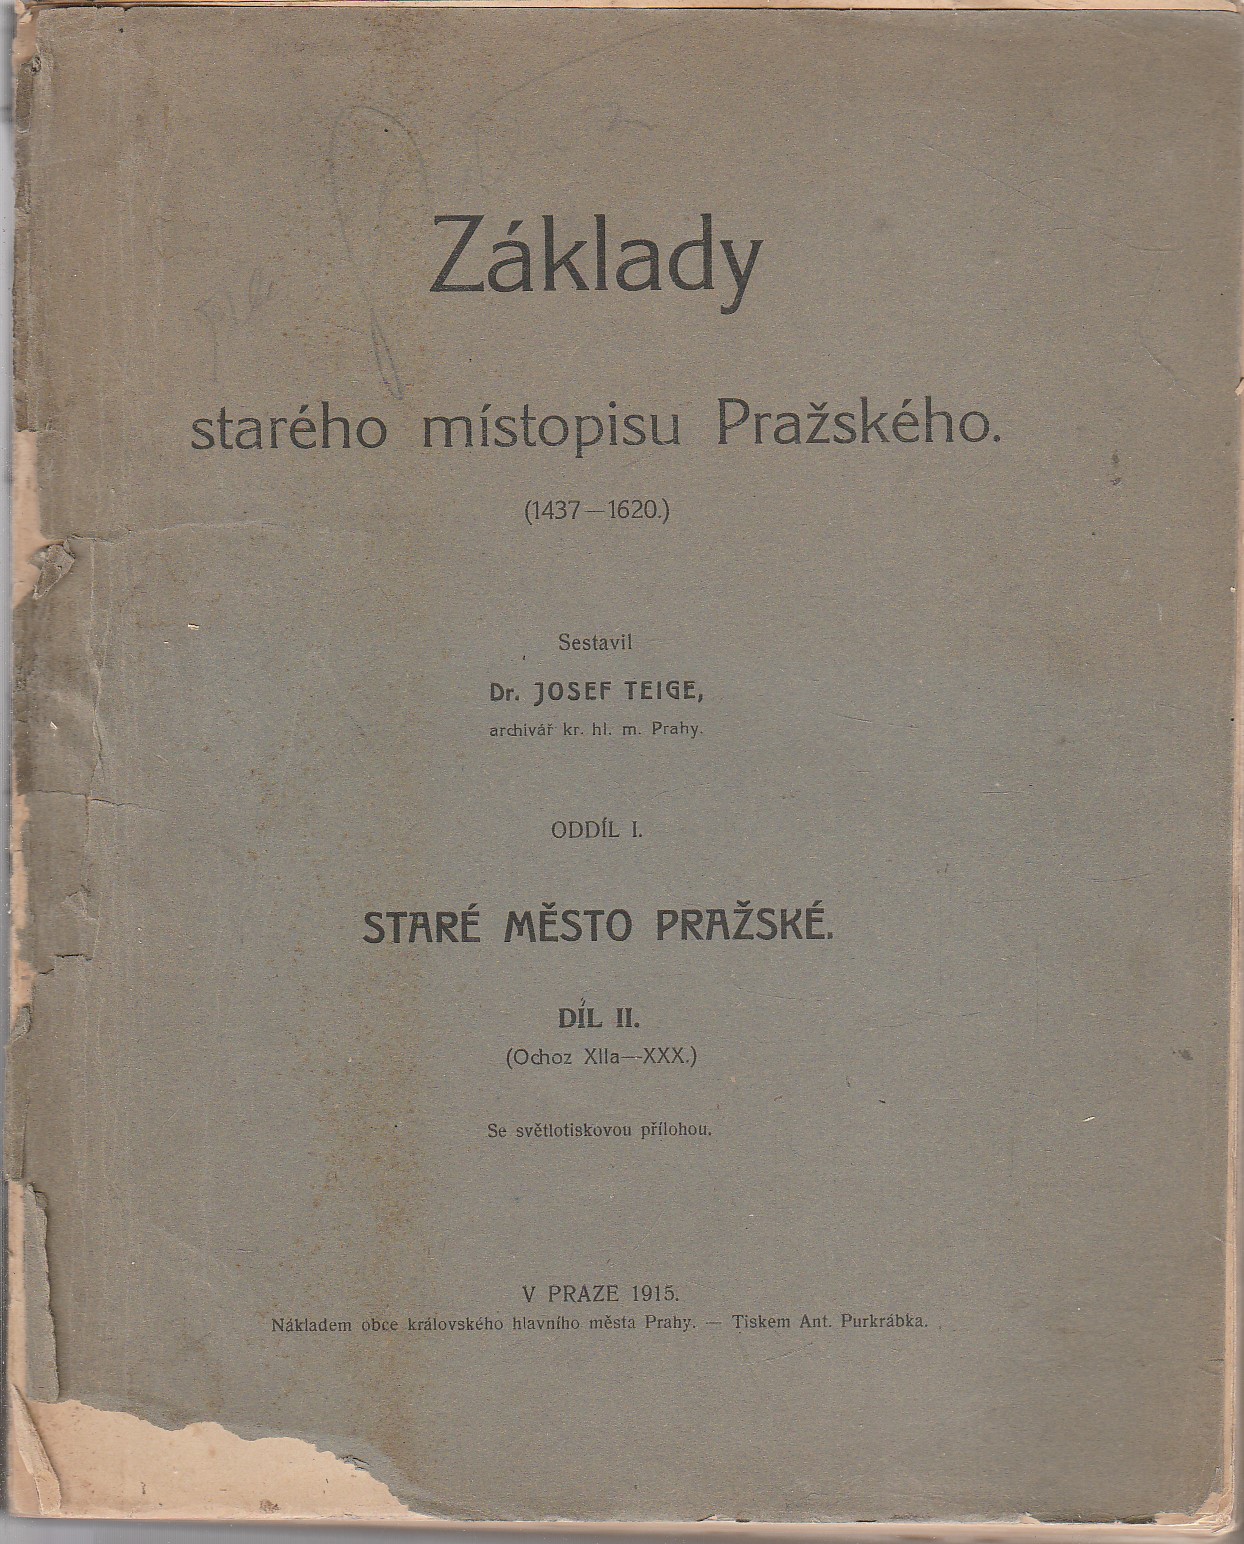 Základy
starého místopisu Pražského.
(1437—1620.)
Sestavil
Dr. JOSEF TEIGE,
archivář kr. hl. m. Prahy.
ODDÍL I.
STARÉ MĚSTO PRAŽSKÉ.
DÍL II.
(Ochoz XIIa—XXX.)
Se světlotiskovou přílohou.
V PRAZE 1915.
Nákladem obce královského hlavního města Prahy. — Tiskem Ant. Purkrábka.